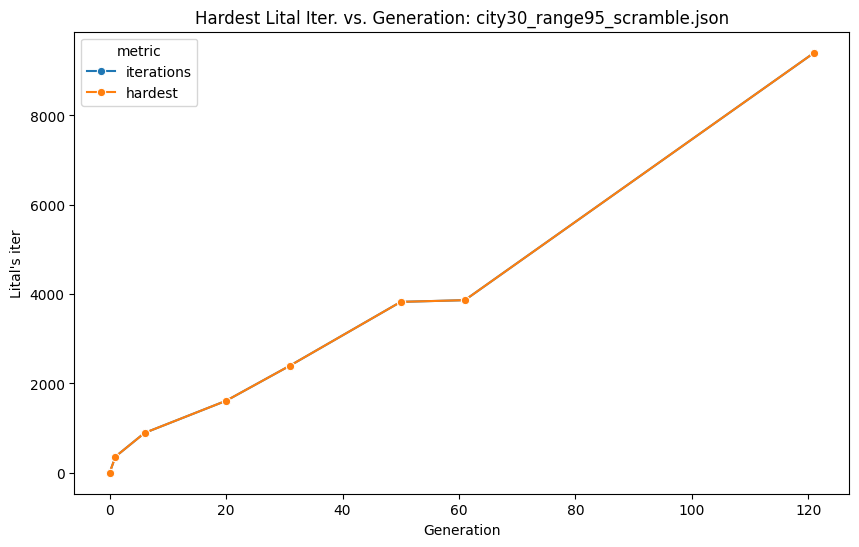 Hardest Lital Iter. vs. Generation: city30_range95_scramble.json
metric
iterations
hardest
8000
6000
4000
2000
0
Lital's iter
0 20 40 60 80 100 120
Generation